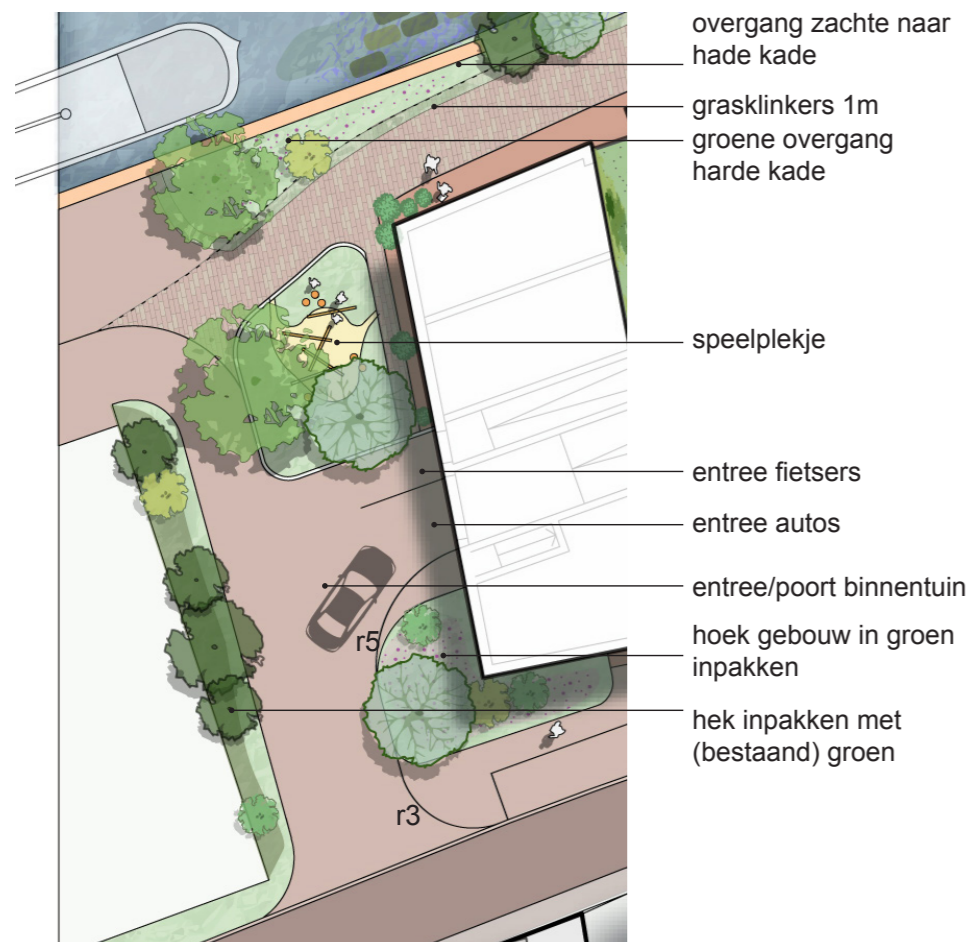 overgang zachte naar
hade kade
grasklinkers 1m
groene overgang
harde kade
speelplekje
entree fietsers
entree autos
entree/poort binnentuin
r5
hoek gebouw in groen
inpakken
hek inpakken met
(bestaand) groen
r3